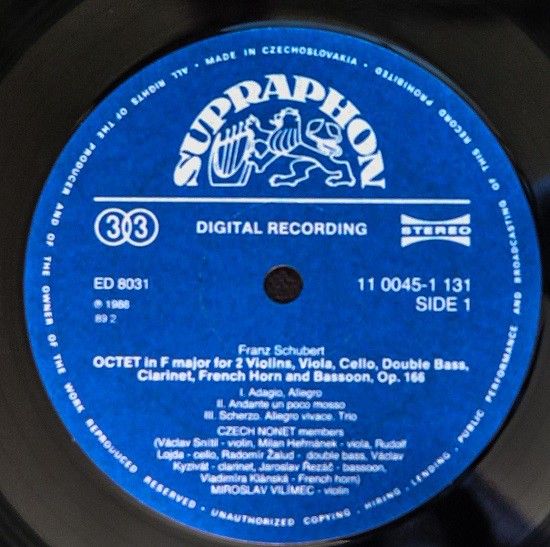 SUPRAPHON
ALL RIGHTS OF THE PRODUCER AND OF THE OWNER OF THE WORK REPRODUCED RESERVED · UNAUTHORIZED COPYING · HIRING · LENDING · PUBLIC PERFORMANCE AND BROADCASTING OF THIS RECORD PROHIBITED · MADE IN CZECHOSLOVAKIA ·
33 DIGITAL RECORDING STEREO
ED 8031 11 0045-1 131
℗ 1988 SIDE 1
89 2
Franz Schubert
OCTET in F major for 2 Violins, Viola, Cello, Double Bass,
Clarinet, French Horn and Bassoon, Op. 166
I. Adagio, Allegro
II. Andante un poco mosso
III. Scherzo. Allegro vivace. Trio
CZECH NONET members
(Václav Snítil - violin, Milan Heřmánek - viola, Rudolf
Lojda - cello, Radomír Žalud - double bass, Václav
Kyzivát - clarinet, Jaroslav Řezáč - bassoon,
Vladimíra Klánská - French horn)
MIROSLAV VILÍMEC - violin